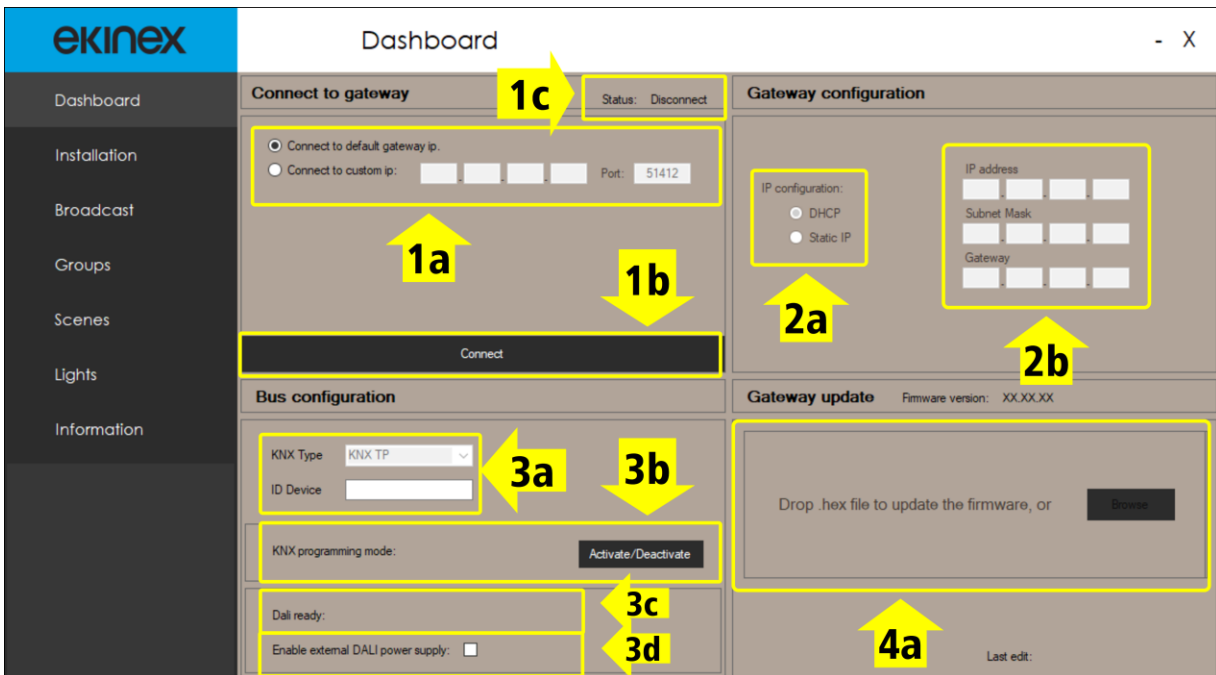 ekinex
Dashboard
- X
Dashboard
Installation
Broadcast
Groups
Scenes
Lights
Information
Connect to gateway
1c
Status: Disconnect
Connect to default gateway ip.
Connect to custom ip: . . . Port: 51412
1a
1b
Connect
Gateway configuration
IP configuration:
DHCP
Static IP
2a
IP address
. . .
Subnet Mask
. . .
Gateway
. . .
2b
Bus configuration
KNX Type KNX TP
ID Device
3a
3b
KNX programming mode: Activate/Deactivate
Dali ready:
3c
Enable external DALI power supply:
3d
Gateway update Firmware version: XX.XX.XX
Drop .hex file to update the firmware, or Browse
4a
Last edit: